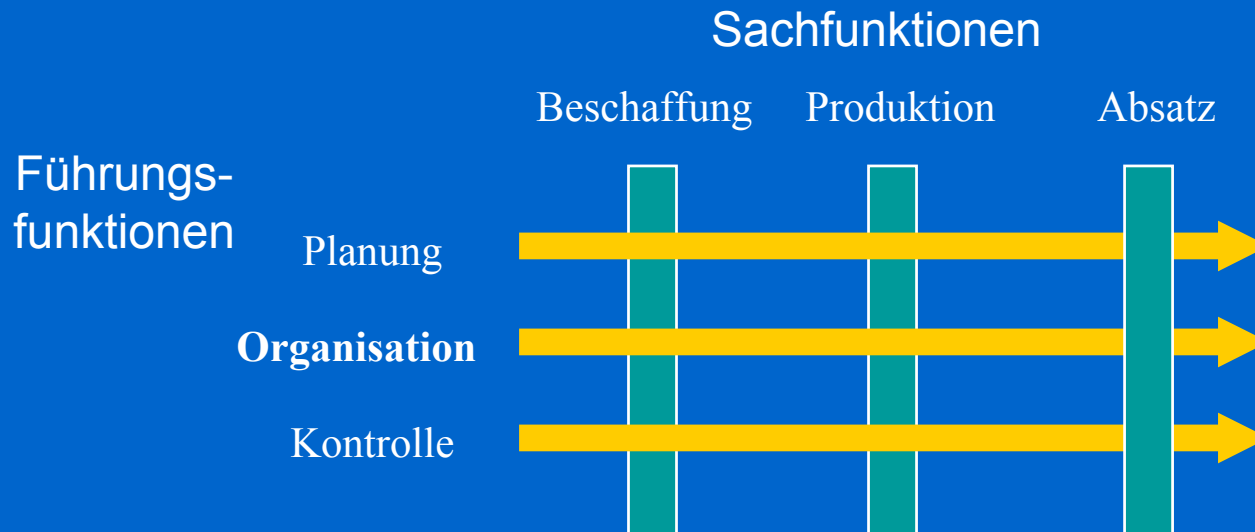 Sachfunktionen
Beschaffung Produktion Absatz
Führungs-
funktionen
Planung
Organisation
Kontrolle